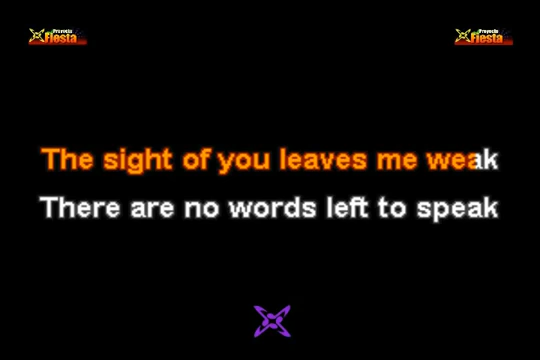 Proyecto Fiesta
Proyecto Fiesta
The sight of you leaves me weak
There are no words left to speak